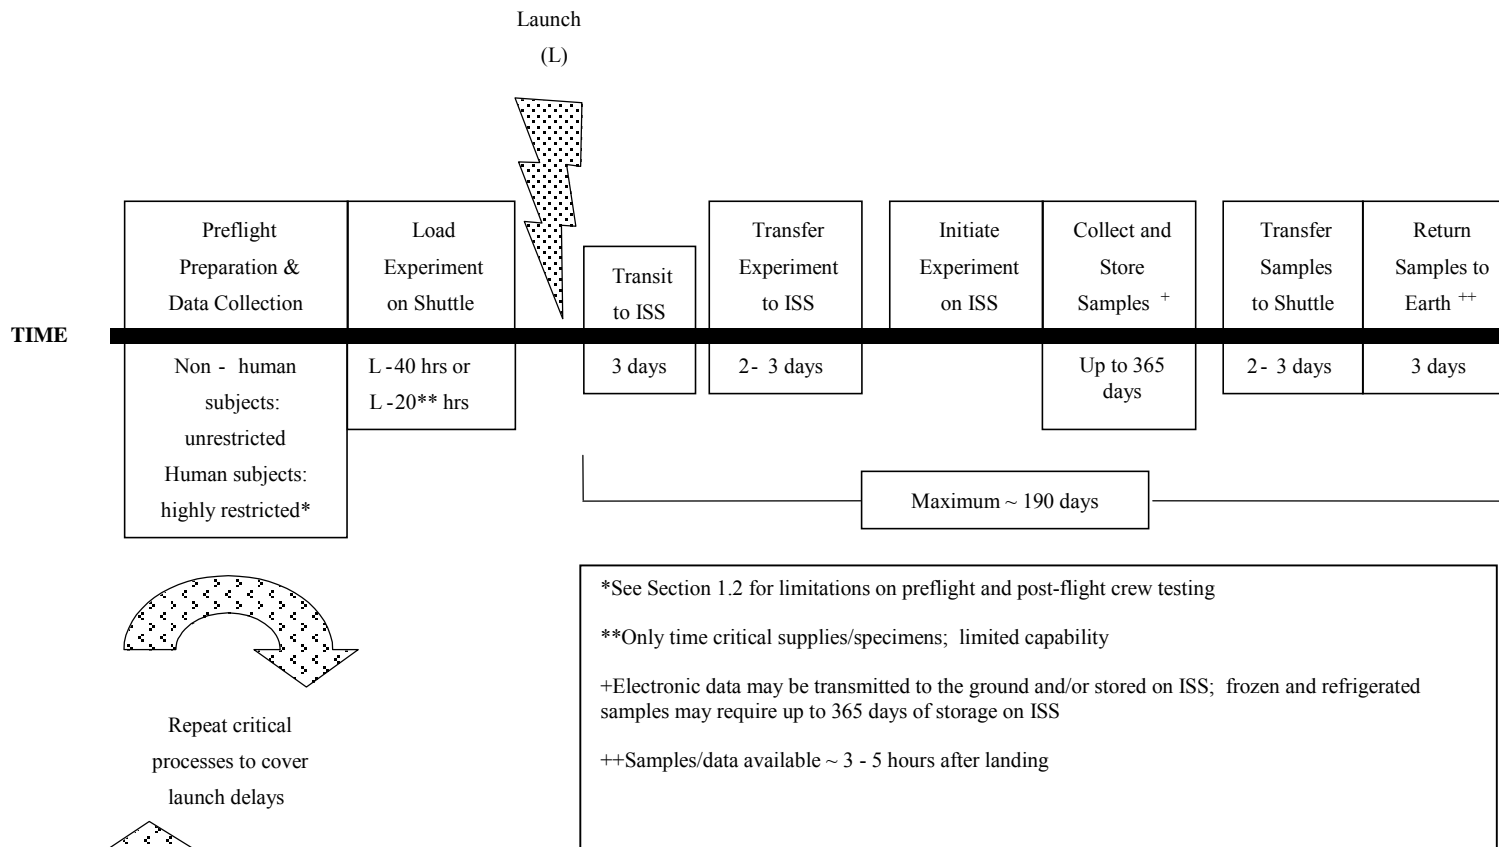 Launch
(L)
Preflight
Preparation &
Data Collection
Load
Experiment
on Shuttle
Transit
to ISS
Transfer
Experiment
to ISS
Initiate
Experiment
on ISS
Collect and
Store
Samples +
Transfer
Samples
to Shuttle
Return
Samples to
Earth ++
TIME
Non - human
subjects:
unrestricted
Human subjects:
highly restricted*
L -40 hrs or
L -20** hrs
3 days
2- 3 days
Up to 365
days
2- 3 days
3 days
Maximum ~ 190 days
*See Section 1.2 for limitations on preflight and post-flight crew testing
**Only time critical supplies/specimens; limited capability
+Electronic data may be transmitted to the ground and/or stored on ISS; frozen and refrigerated
samples may require up to 365 days of storage on ISS
++Samples/data available ~ 3 - 5 hours after landing
Repeat critical
processes to cover
launch delays